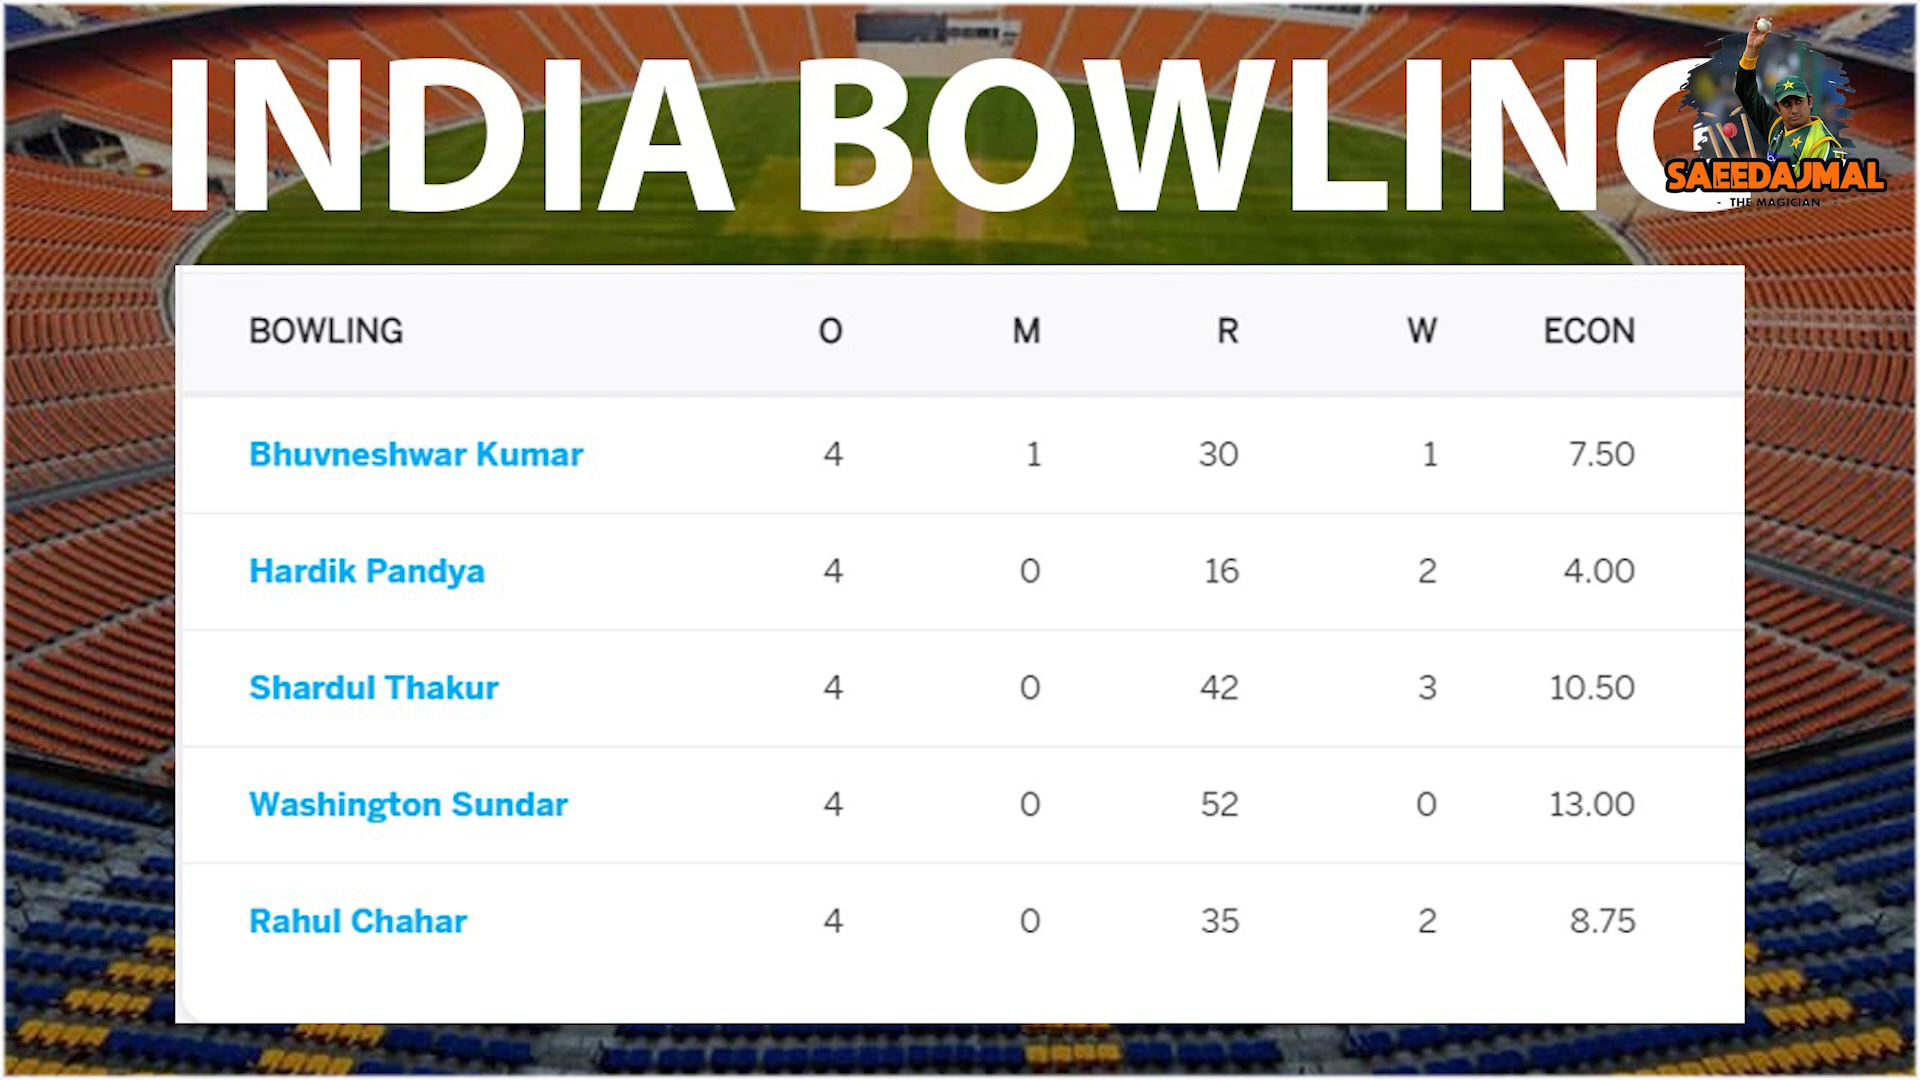 INDIA BOWLING
SAEEDAJMAL
- THE MAGICIAN -
BOWLING O M R W ECON
Bhuvneshwar Kumar 4 1 30 1 7.50
Hardik Pandya 4 0 16 2 4.00
Shardul Thakur 4 0 42 3 10.50
Washington Sundar 4 0 52 0 13.00
Rahul Chahar 4 0 35 2 8.75